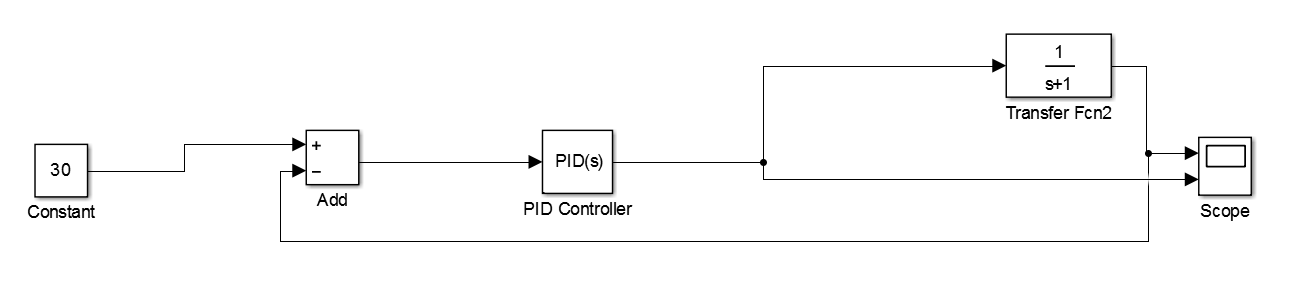 1
s+1
Transfer Fcn2
30
Constant
+
−
Add
PID(s)
PID Controller
Scope